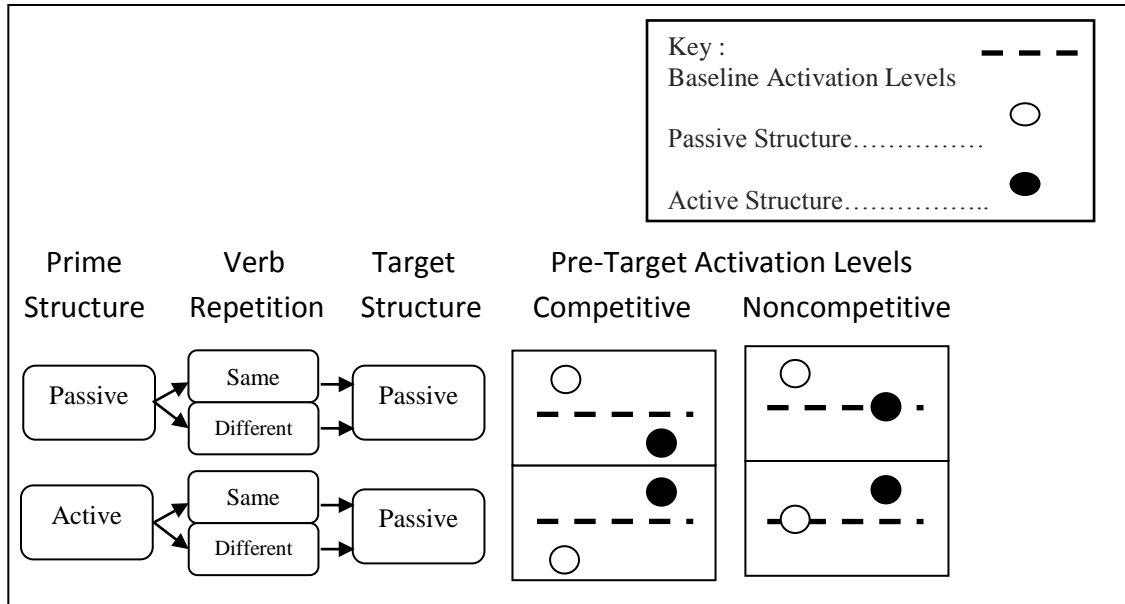 Key :
Baseline Activation Levels
Passive Structure……………
Active Structure……………..
Prime Verb Target Pre-Target Activation Levels
Structure Repetition Structure Competitive Noncompetitive
Passive
Same
Different
Passive
Active
Same
Different
Passive